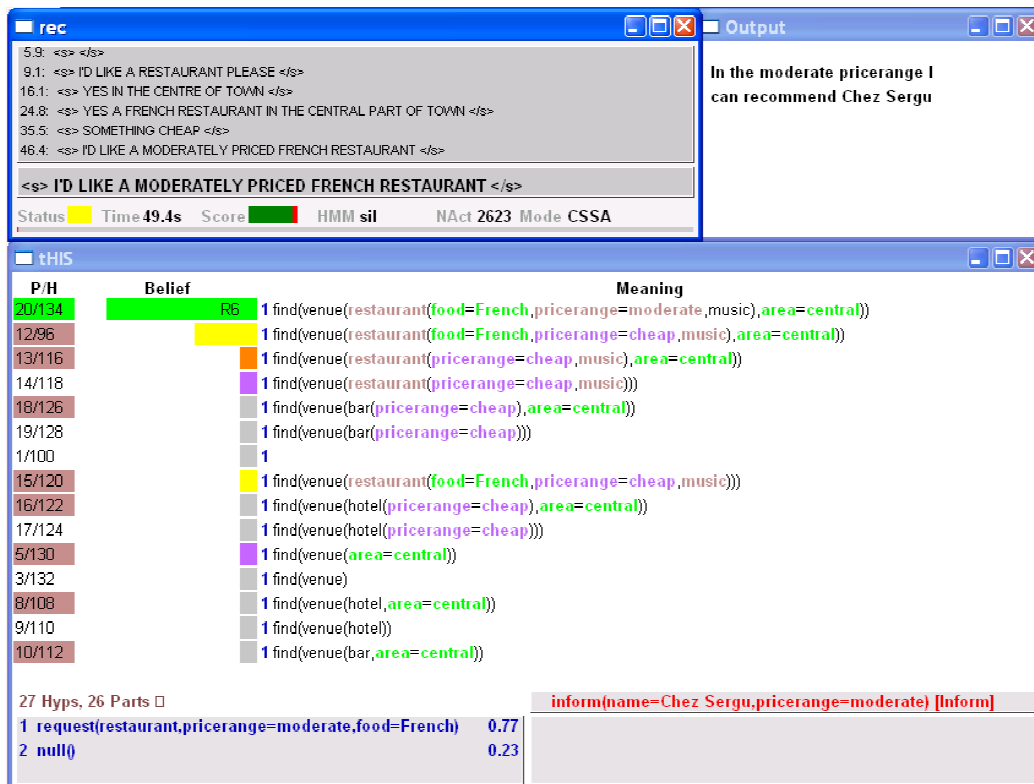 rec
5.9: <s> </s>
9.1: <s> I'D LIKE A RESTAURANT PLEASE </s>
16.1: <s> YES IN THE CENTRE OF TOWN </s>
24.8: <s> YES A FRENCH RESTAURANT IN THE CENTRAL PART OF TOWN </s>
35.5: <s> SOMETHING CHEAP </s>
46.4: <s> I'D LIKE A MODERATELY PRICED FRENCH RESTAURANT </s>
<s> I'D LIKE A MODERATELY PRICED FRENCH RESTAURANT </s>
Status Time 49.4s Score HMM sil NAct 2623 Mode CSSA
Output
In the moderate pricerange I
can recommend Chez Sergu
tHIS
P/H Belief Meaning
20/134 R6 1 find(venue(restaurant(food=French,pricerange=moderate,music),area=central))
12/96 1 find(venue(restaurant(food=French,pricerange=cheap,music),area=central))
13/116 1 find(venue(restaurant(pricerange=cheap,music),area=central))
14/118 1 find(venue(restaurant(pricerange=cheap,music)))
18/126 1 find(venue(bar(pricerange=cheap),area=central))
19/128 1 find(venue(bar(pricerange=cheap)))
1/100 1
15/120 1 find(venue(restaurant(food=French,pricerange=cheap,music)))
16/122 1 find(venue(hotel(pricerange=cheap),area=central))
17/124 1 find(venue(hotel(pricerange=cheap)))
5/130 1 find(venue(area=central))
3/132 1 find(venue)
8/108 1 find(venue(hotel,area=central))
9/110 1 find(venue(hotel))
10/112 1 find(venue(bar,area=central))
27 Hyps, 26 Parts
inform(name=Chez Sergu,pricerange=moderate) [Inform]
1 request(restaurant,pricerange=moderate,food=French) 0.77
2 null() 0.23